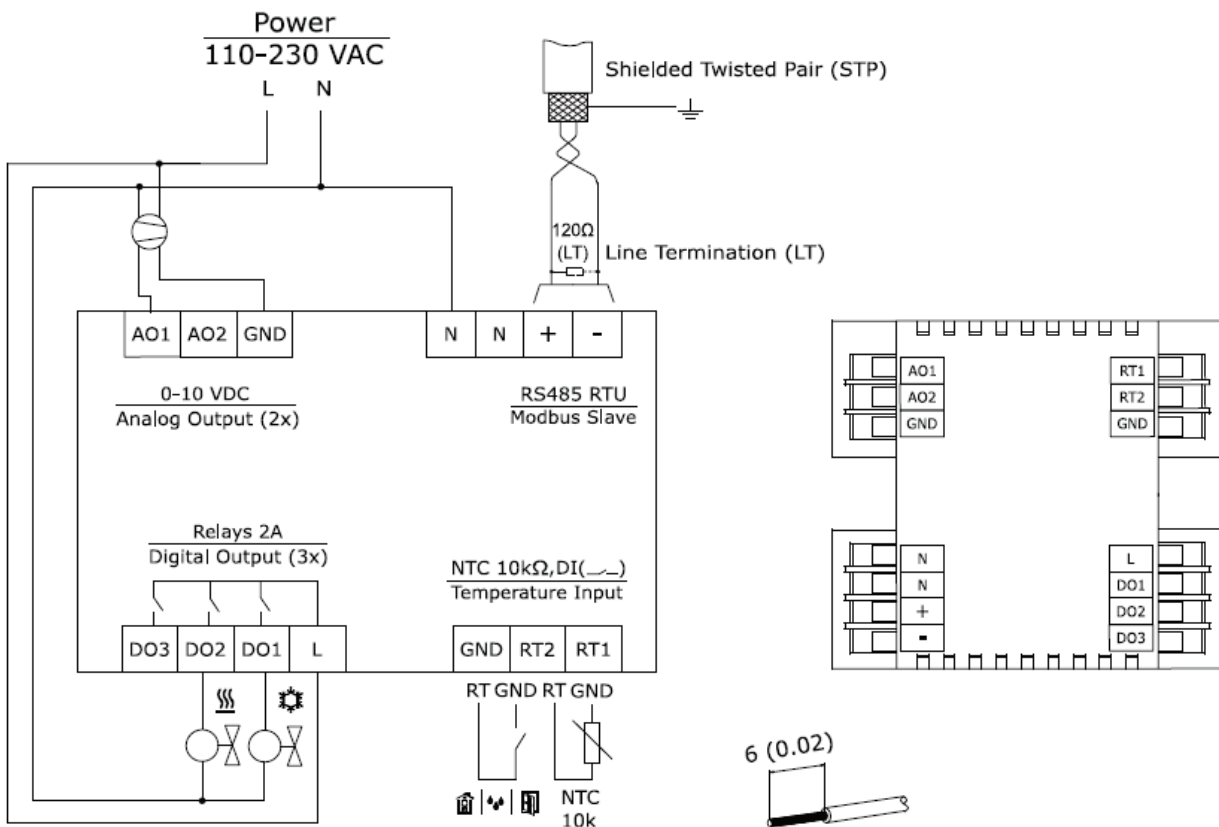 Power
110-230 VAC
L N
Shielded Twisted Pair (STP)
120Ω
(LT)
Line Termination (LT)
AO1 AO2 GND
N N + -
0-10 VDC
Analog Output (2x)
RS485 RTU
Modbus Slave
Relays 2A
Digital Output (3x)
NTC 10kΩ,DI( )
Temperature Input
DO3 DO2 DO1 L
GND RT2 RT1
RT GND RT GND
NTC
10k
AO1
AO2
GND
RT1
RT2
GND
N
N
+
-
L
DO1
DO2
DO3
6 (0.02)